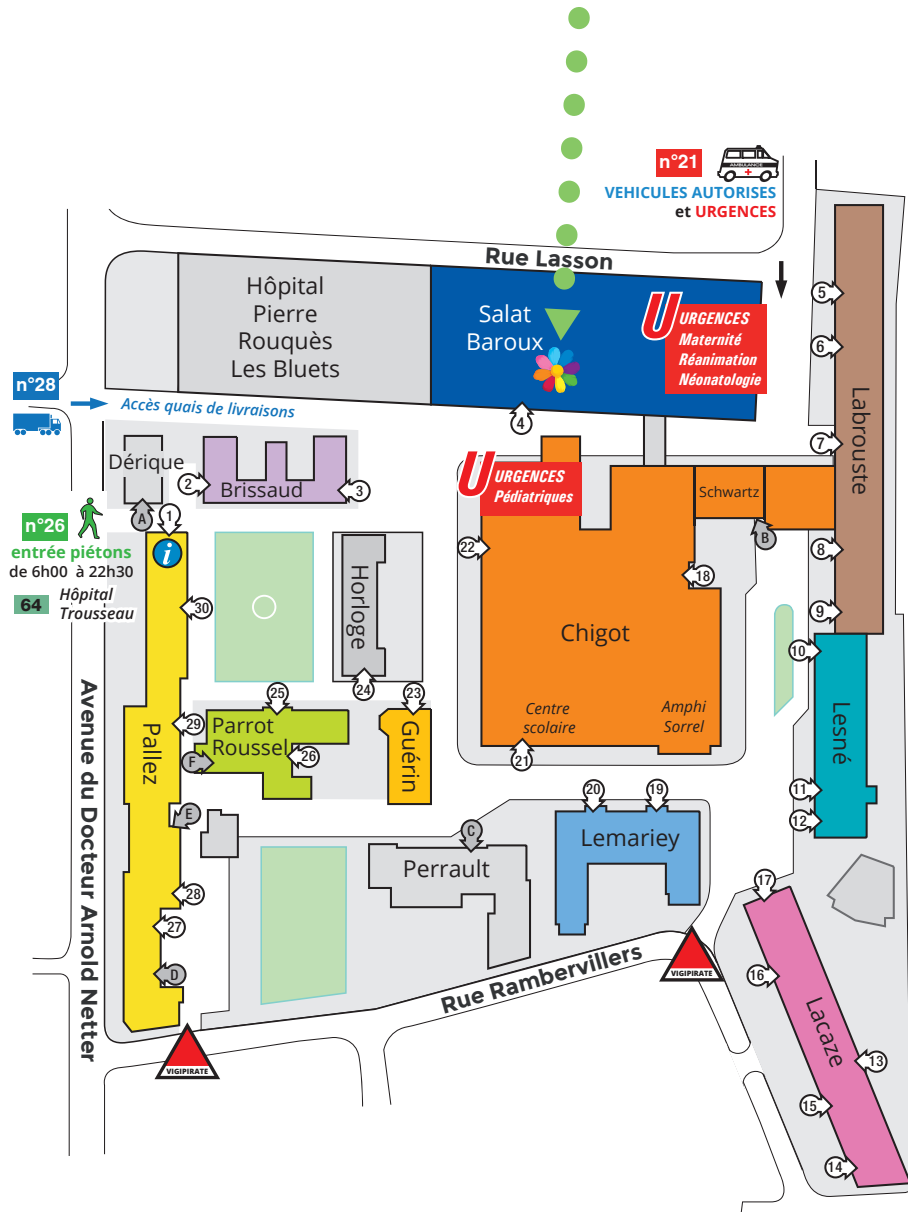 n°21
AMBULANCE
VEHICULES AUTORISES
et URGENCES
Rue Lasson
Hôpital
Pierre
Rouquès
Les Bluets
Salat
Baroux
U URGENCES
Maternité
Réanimation
Néonatologie
n°28
Accès quais de livraisons
4
5
6
7
8
9
Labrouste
Dérique
A
1
2
Brissaud
3
n°26
entrée piétons
de 6h00 à 22h30
64
Hôpital
Trousseau
i
U URGENCES
Pédiatriques
Schwartz
B
22
18
Chigot
Centre
scolaire
Amphi
Sorrel
21
30
Horloge
24
25
23
Avenue du Docteur Arnold Netter
Pallez
29
Parrot
Roussel
F
26
Guérin
10
Lesné
11
12
E
C
Perrault
20
19
Lemariey
28
27
D
Rue Rambervillers
VIGIPIRATE
VIGIPIRATE
17
16
Lacaze
13
15
14